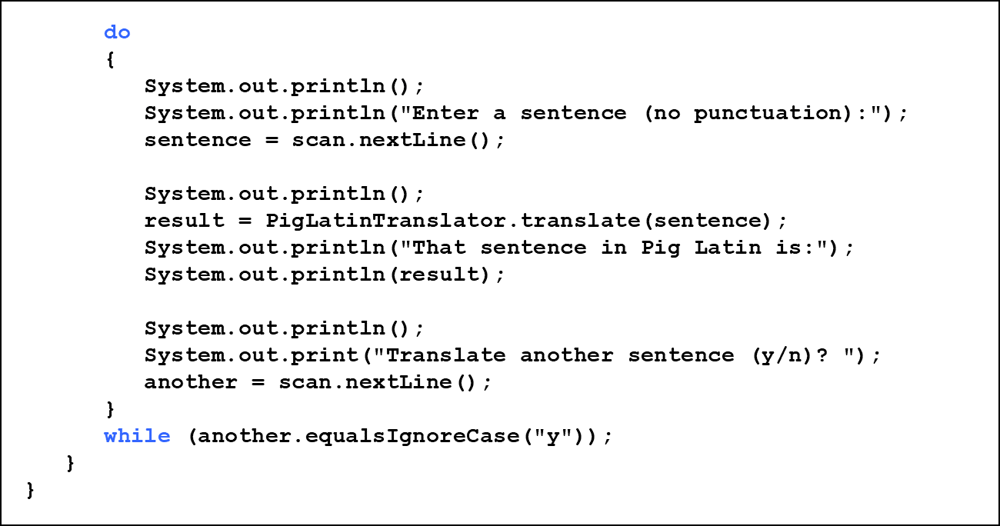 do
{
System.out.println();
System.out.println("Enter a sentence (no punctuation):");
sentence = scan.nextLine();
System.out.println();
result = PigLatinTranslator.translate(sentence);
System.out.println("That sentence in Pig Latin is:");
System.out.println(result);
System.out.println();
System.out.print("Translate another sentence (y/n)? ");
another = scan.nextLine();
}
while (another.equalsIgnoreCase("y"));
}
}